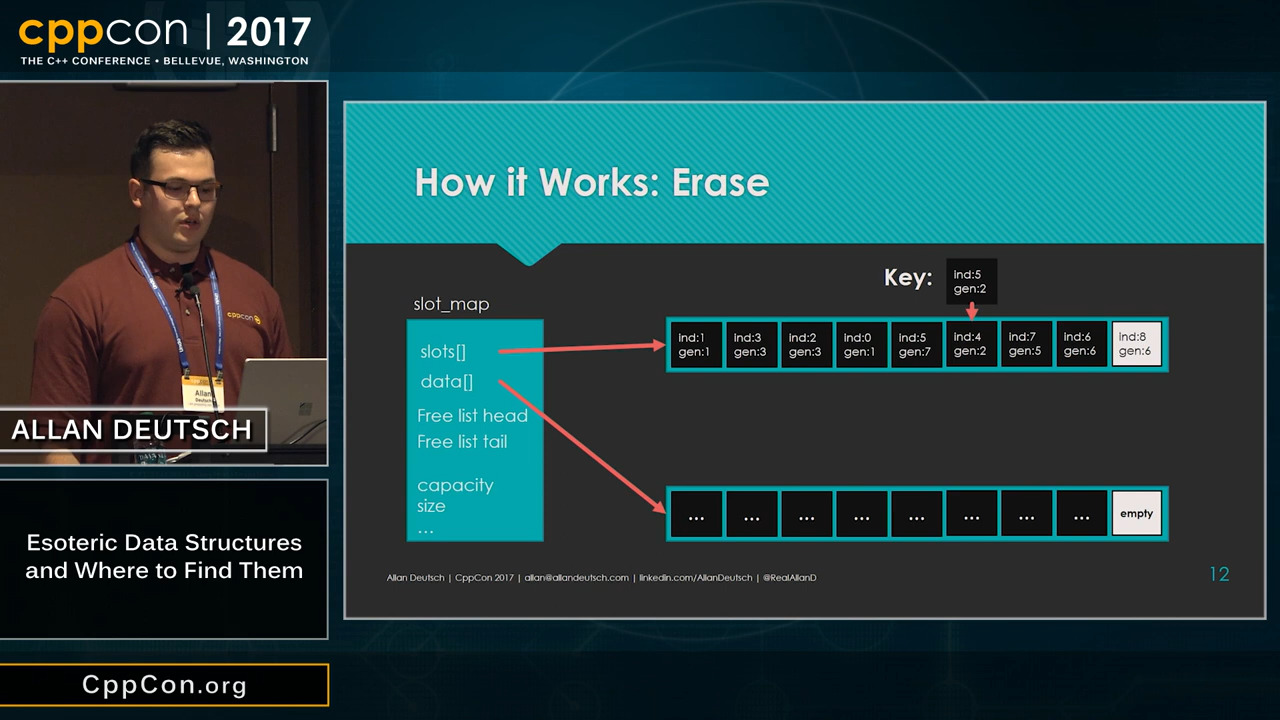 cppcon | 2017
THE C++ CONFERENCE • BELLEVUE, WASHINGTON
cppcon
Allan
Deutsch
ALLAN DEUTSCH
Esoteric Data Structures
and Where to Find Them
CppCon.org
How it Works: Erase
Key:
ind:5
gen:2
slot_map
slots[]
data[]
Free list head
Free list tail
capacity
size
...
ind:1
gen:1
ind:3
gen:3
ind:2
gen:3
ind:0
gen:1
ind:5
gen:7
ind:4
gen:2
ind:7
gen:5
ind:6
gen:6
ind:8
gen:6
... ... ... ... ... ... ... ... empty
Allan Deutsch | CppCon 2017 | allan@allandeutsch.com | linkedin.com/AllanDeutsch | @RealAllanD
12